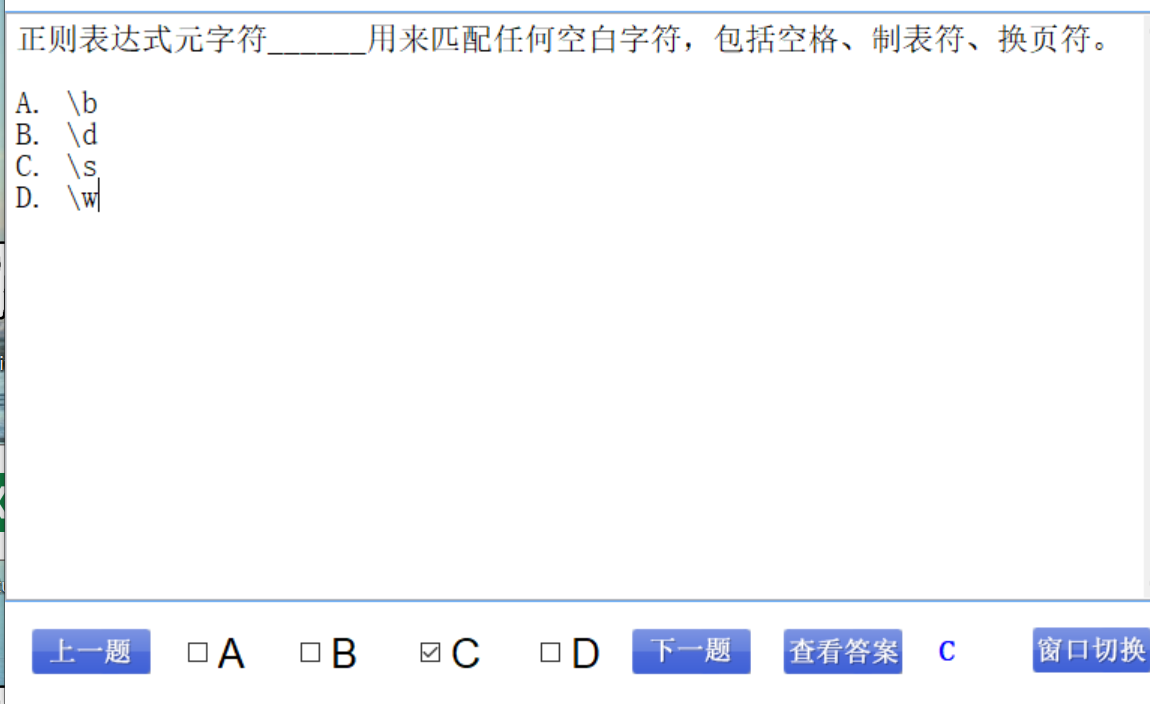 正则表达式元字符______用来匹配任何空白字符，包括空格、制表符、换页符。
A. \b
B. \d
C. \s
D. \w
上一题 A B C D 下一题 查看答案 C 窗口切换